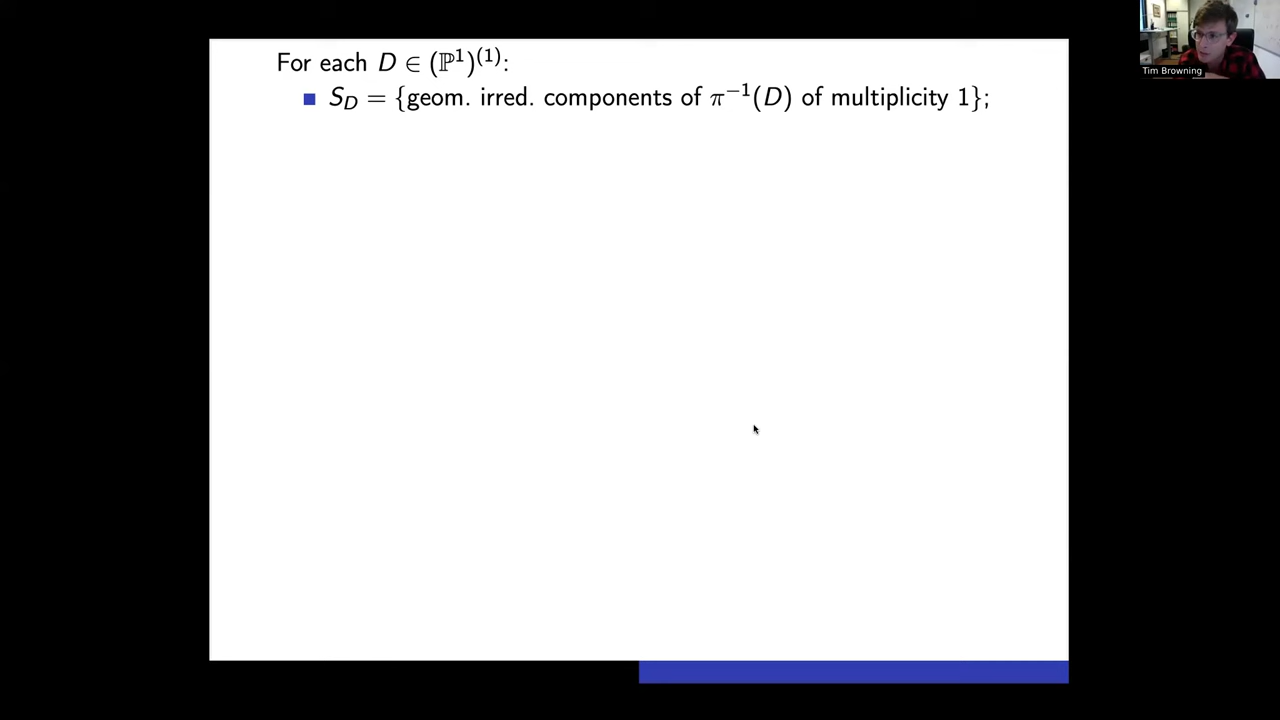 For each D ∈ (ℙ¹)⁽¹⁾:
■ S_D = {geom. irred. components of π⁻¹(D) of multiplicity 1};
Tim Browning